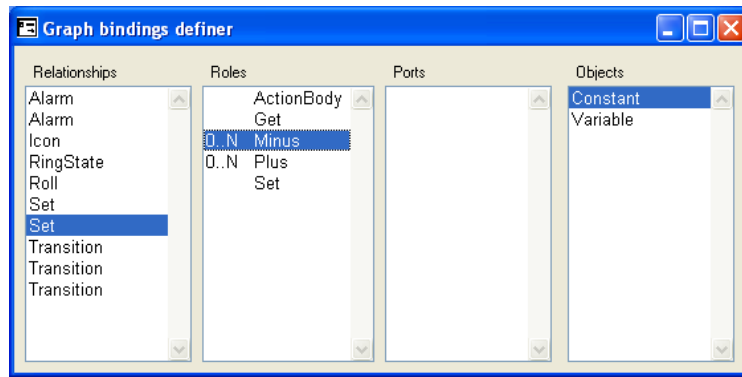 Graph bindings definer
Relationships
Roles
Ports
Objects
Alarm
Alarm
Icon
RingState
Roll
Set
Set
Transition
Transition
Transition
ActionBody
Get
0..N Minus
0..N Plus
Set
Constant
Variable